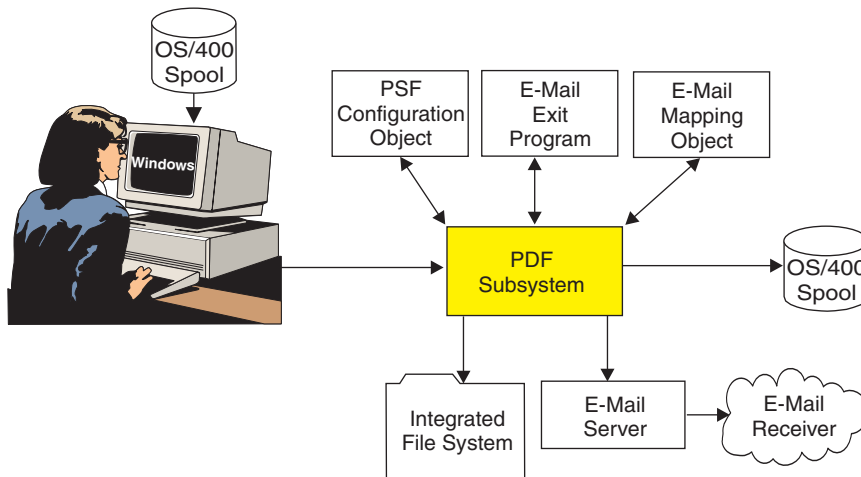 OS/400
Spool
Windows
PSF
Configuration
Object
E-Mail
Exit
Program
E-Mail
Mapping
Object
PDF
Subsystem
OS/400
Spool
Integrated
File System
E-Mail
Server
E-Mail
Receiver